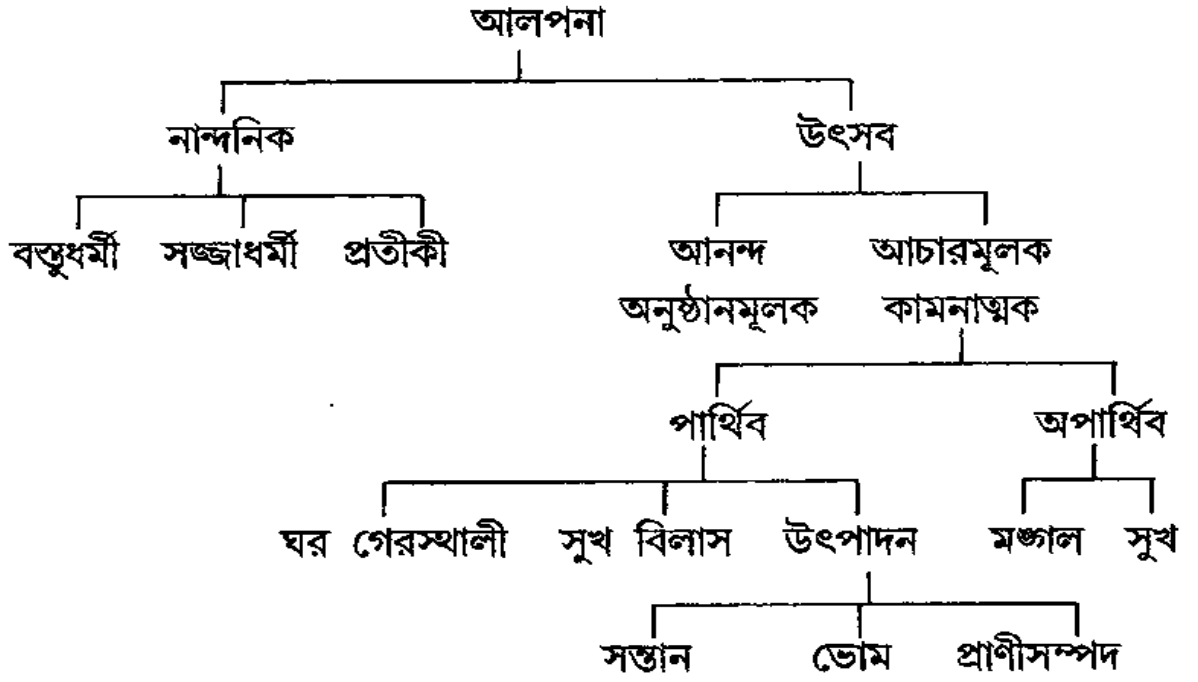 আলপনা
নান্দনিক উৎসব
বস্তুধর্মী সজ্জাধর্মী প্রতীকী আনন্দ আচারমূলক
অনুষ্ঠানমূলক কামনাত্মক
পার্থিব অপার্থিব
ঘর গেরস্থালী সুখ বিলাস উৎপাদন মঙ্গল সুখ
সন্তান ভোম প্রাণীসম্পদ